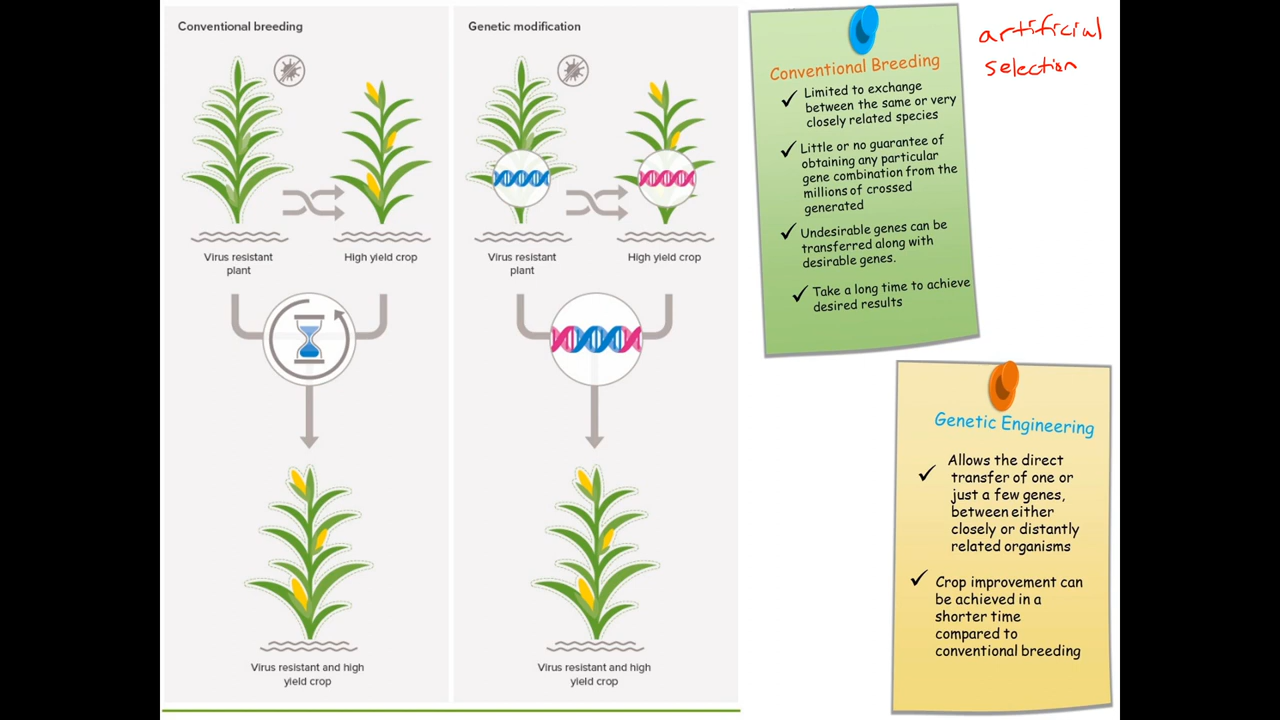 Conventional breeding
Virus resistant
plant
High yield crop
Virus resistant and high
yield crop
Genetic modification
Virus resistant
plant
High yield crop
Virus resistant and high
yield crop
Conventional Breeding
✓ Limited to exchange
between the same or very
closely related species
✓ Little or no guarantee of
obtaining any particular
gene combination from the
millions of crossed
generated
✓ Undesirable genes can be
transferred along with
desirable genes.
✓ Take a long time to achieve
desired results
artificial
selection
Genetic Engineering
✓ Allows the direct
transfer of one or
just a few genes,
between either
closely or distantly
related organisms
✓ Crop improvement can
be achieved in a
shorter time
compared to
conventional breeding